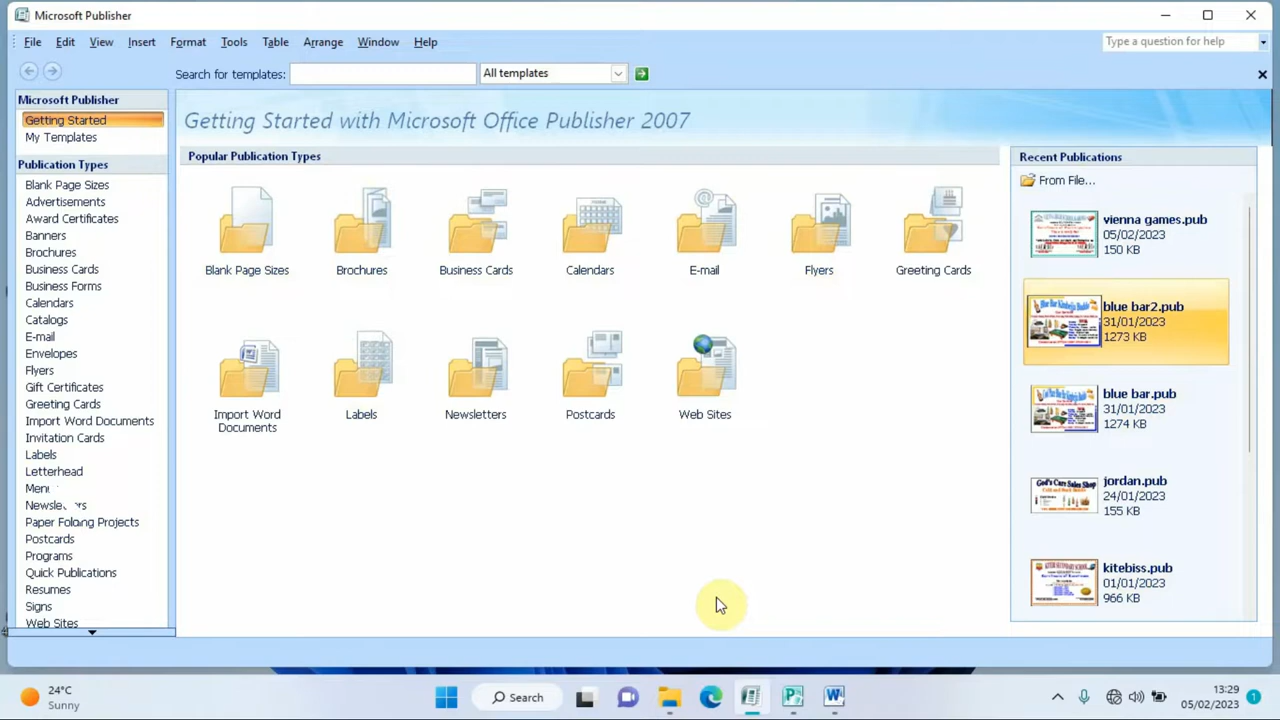 Microsoft Publisher
File Edit View Insert Format Tools Table Arrange Window Help
Type a question for help
Search for templates:
All templates
Microsoft Publisher
Getting Started
My Templates
Publication Types
Blank Page Sizes
Advertisements
Award Certificates
Banners
Brochures
Business Cards
Business Forms
Calendars
Catalogs
E-mail
Envelopes
Flyers
Gift Certificates
Greeting Cards
Import Word Documents
Invitation Cards
Labels
Letterhead
Paper Folding Projects
Postcards
Programs
Quick Publications
Resumes
Signs
Web Sites
Getting Started with Microsoft Office Publisher 2007
Popular Publication Types
Blank Page Sizes
Brochures
Business Cards
Calendars
E-mail
Flyers
Greeting Cards
Import Word
Documents
Labels
Newsletters
Postcards
Web Sites
Recent Publications
From File...
vienna games.pub
05/02/2023
150 KB
blue bar2.pub
31/01/2023
1273 KB
blue bar.pub
31/01/2023
1274 KB
jordan.pub
24/01/2023
155 KB
God's Care Sales Shop
kitebiss.pub
01/01/2023
966 KB
24°C
Sunny
Search
13:29
05/02/2023
1